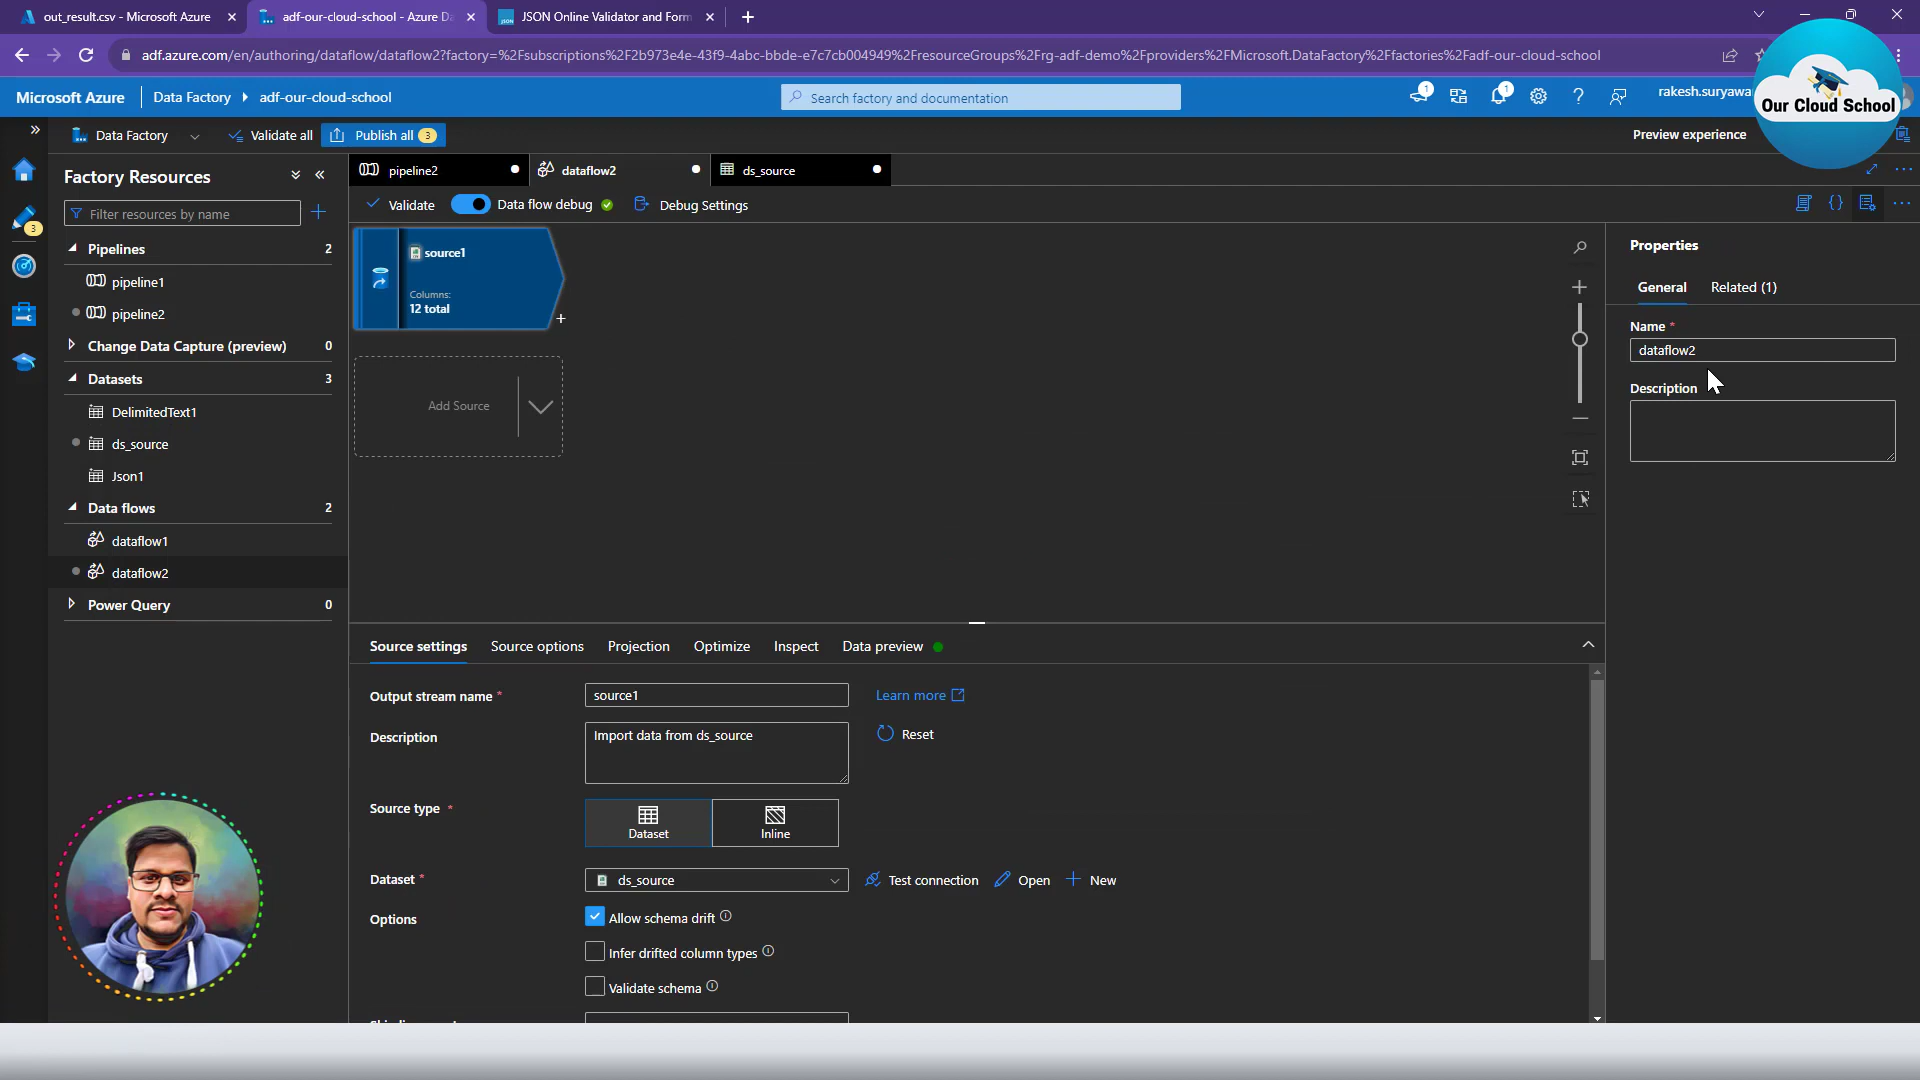 out_result.csv - Microsoft Azure
adf-our-cloud-school - Azure Da
JSON Online Validator and Form
adf.azure.com/en/authoring/dataflow/dataflow2?factory=%2Fsubscriptions%2F2b973e4e-43f9-4abc-bbde-e7c7cb004949%2FresourceGroups%2Frg-adf-demo%2Fproviders%2FMicrosoft.DataFactory%2Ffactories%2Fadf-our-cloud-school
Microsoft Azure
Data Factory
adf-our-cloud-school
Search factory and documentation
1
1
rakesh.suryawa
Our Cloud School
Data Factory
Validate all
Publish all
3
Preview experience
Factory Resources
pipeline2
dataflow2
ds_source
Filter resources by name
3
Validate
Data flow debug
Debug Settings
Pipelines
2
pipeline1
pipeline2
Change Data Capture (preview)
0
Datasets
3
DelimitedText1
ds_source
Json1
Data flows
2
dataflow1
dataflow2
Power Query
0
source1
Columns:
12 total
Add Source
Properties
General
Related (1)
Name *
dataflow2
Description
Source settings
Source options
Projection
Optimize
Inspect
Data preview
Output stream name *
source1
Learn more
Description
Import data from ds_source
Reset
Source type *
Dataset
Inline
Dataset *
ds_source
Test connection
Open
New
Options
Allow schema drift
Infer drifted column types
Validate schema